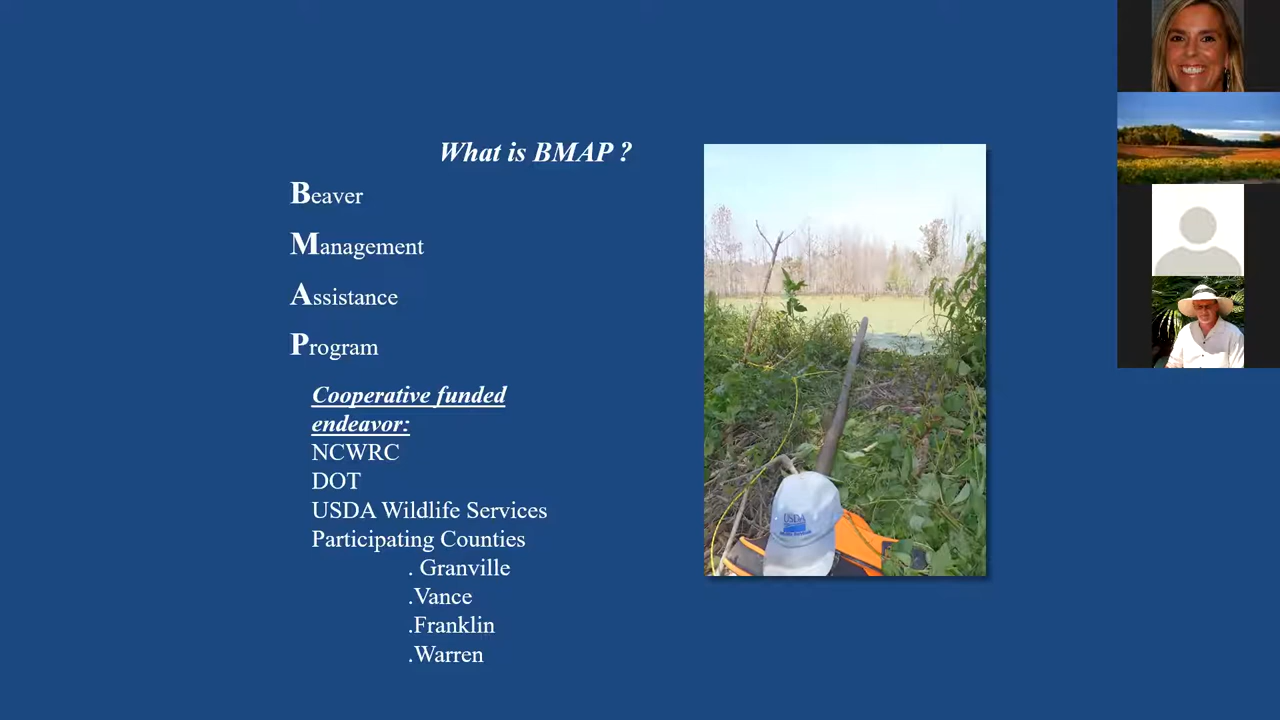 What is BMAP ?
Beaver
Management
Assistance
Program
Cooperative funded
endeavor:
NCWRC
DOT
USDA Wildlife Services
Participating Counties
. Granville
.Vance
.Franklin
.Warren
USDA